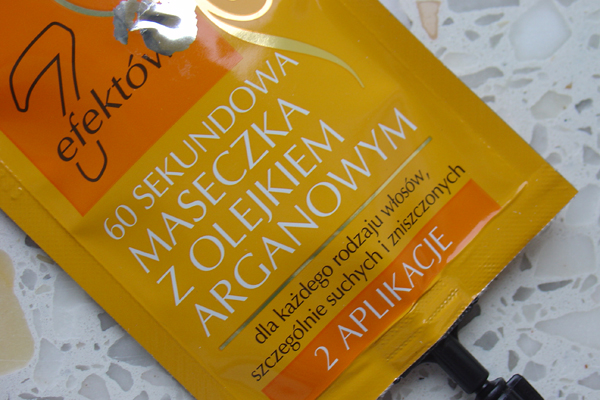 7
efektów
60 SEKUNDOWA
MASECZKA
Z OLEJKIEM
ARGANOWYM
dla każdego rodzaju włosów,
szczególnie suchych i zniszczonych
2 APLIKACJE